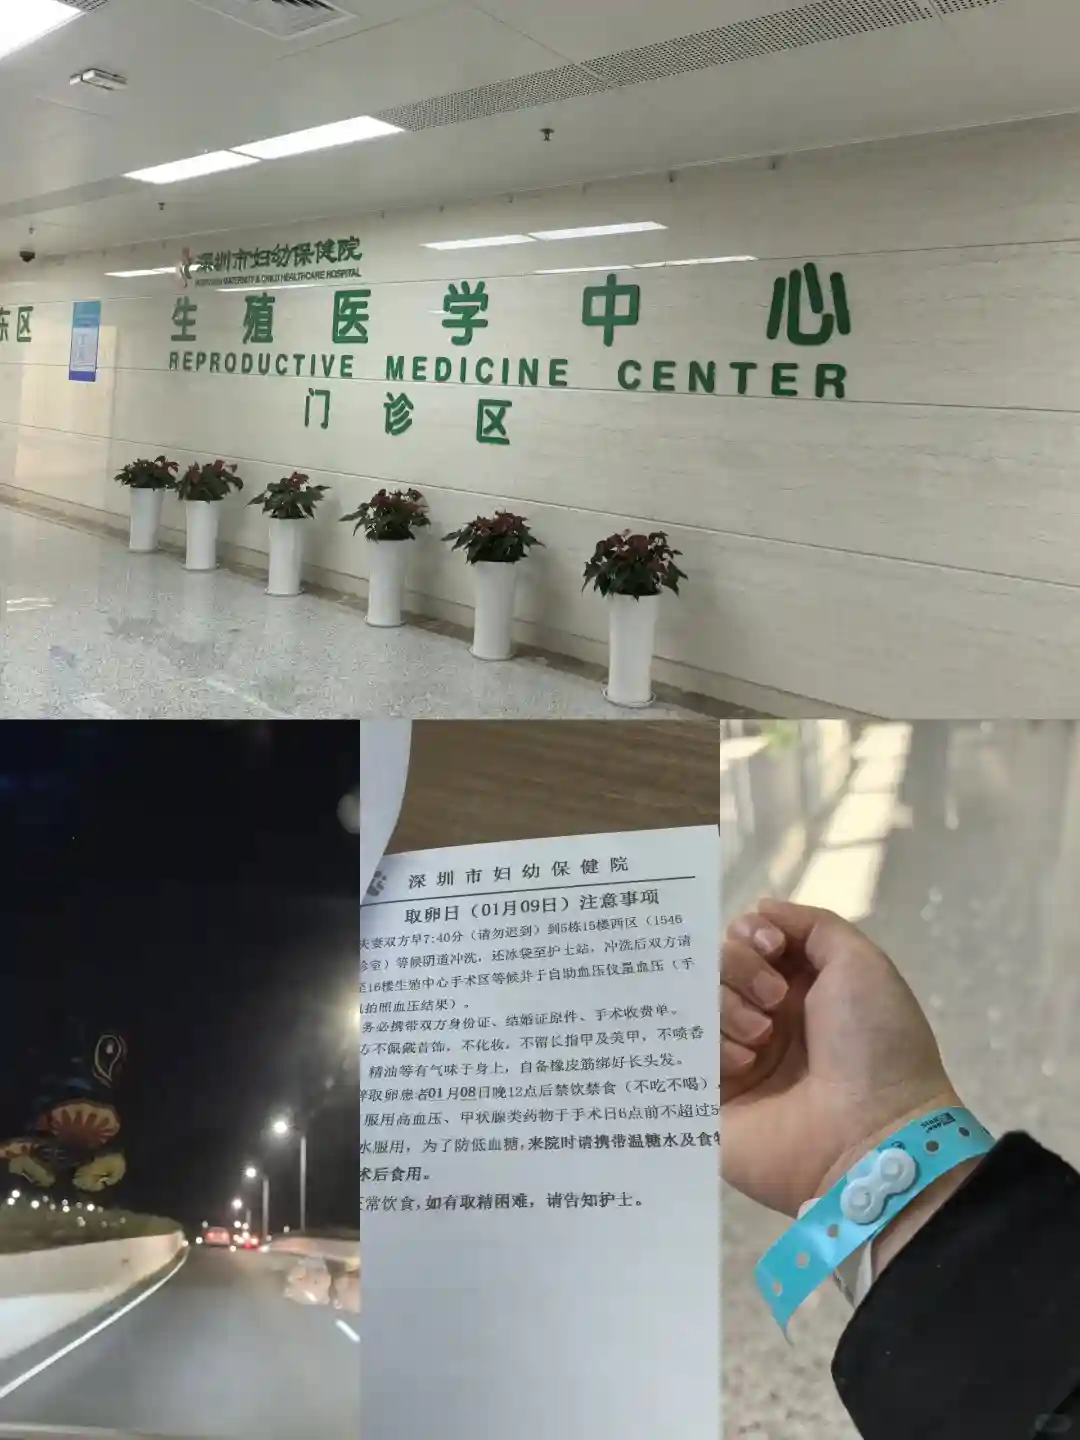 深圳市妇幼保健院
SHENZHEN MATERNITY & CHILD HEALTHCARE HOSPITAL
东区
生殖医学中心
REPRODUCTIVE MEDICINE CENTER
门诊区
深圳市妇幼保健院
取卵日（01月09日）注意事项
夫妻双方早7:40分（请勿迟到）到5栋15楼西区（1546
诊室）等候阴道冲洗，还冰袋至护士站，冲洗后双方请
至16楼生殖中心手术区等候并于自助血压仪量血压（手
机拍照血压结果）。
务必携带双方身份证、结婚证原件、手术收费单。
方不佩戴首饰，不化妆，不留长指甲及美甲，不喷香
精油等有气味于身上，自备橡皮筋绑好长头发。
取卵患者01月08日晚12点后禁饮禁食（不吃不喝）
服用高血压、甲状腺类药物于手术日6点前不超过5
水服用，为了防低血糖，来院时请携带温糖水及食物
术后食用。
常饮食，如有取精困难，请告知护士。